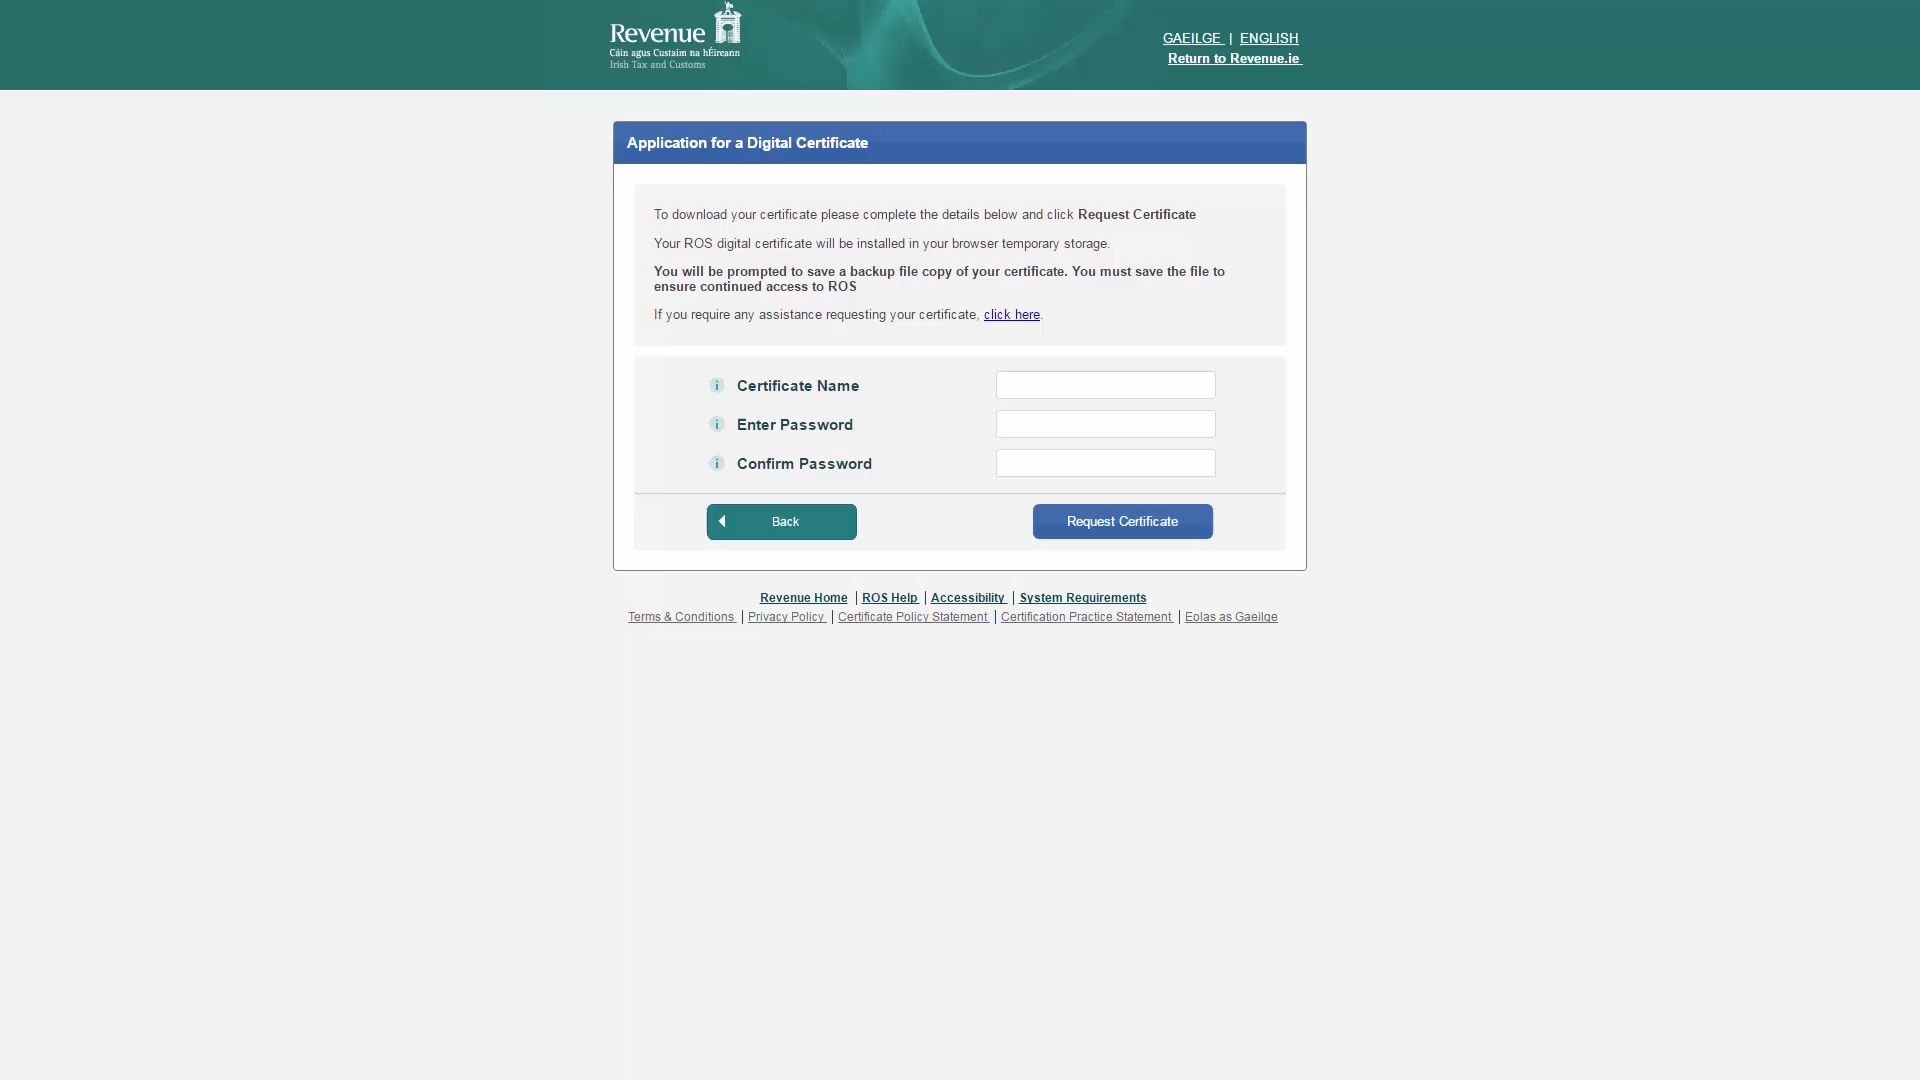 Revenue
Cáin agus Custaim na hÉireann
Irish Tax and Customs
GAEILGE | ENGLISH
Return to Revenue.ie
Application for a Digital Certificate
To download your certificate please complete the details below and click Request Certificate
Your ROS digital certificate will be installed in your browser temporary storage.
You will be prompted to save a backup file copy of your certificate. You must save the file to
ensure continued access to ROS
If you require any assistance requesting your certificate, click here.
i Certificate Name
i Enter Password
i Confirm Password
Back
Request Certificate
Revenue Home | ROS Help | Accessibility | System Requirements
Terms & Conditions | Privacy Policy | Certificate Policy Statement | Certification Practice Statement | Eolas as Gaeilge